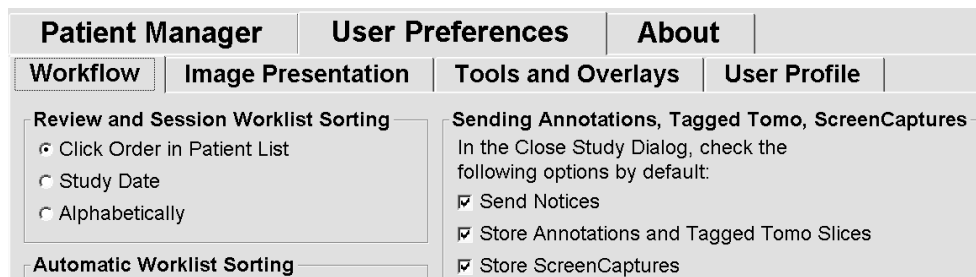 Patient Manager User Preferences About
Workflow Image Presentation Tools and Overlays User Profile
Review and Session Worklist Sorting
Click Order in Patient List
Study Date
Alphabetically
Automatic Worklist Sorting
Sending Annotations, Tagged Tomo, ScreenCaptures
In the Close Study Dialog, check the
following options by default:
Send Notices
Store Annotations and Tagged Tomo Slices
Store ScreenCaptures